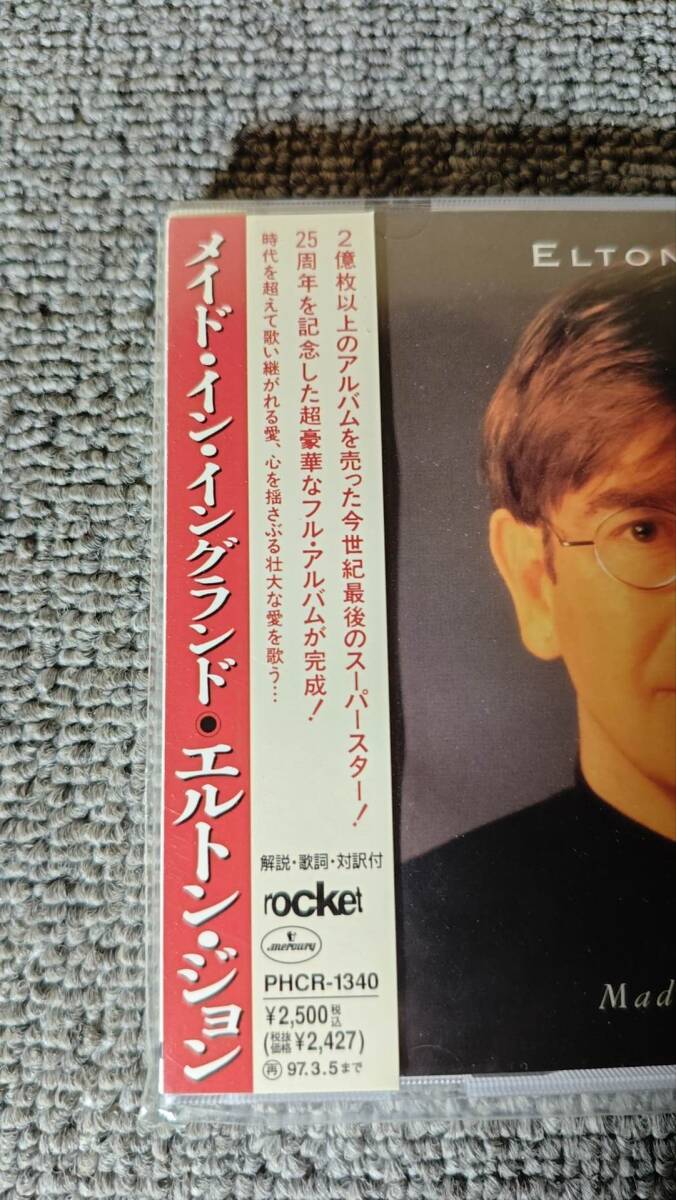 メイド・イン・イングランド◉エルトン・ジョン
2億枚以上のアルバムを売った今世紀最後のスーパースター!
25周年を記念した超豪華なフル・アルバムが完成!
時代を超えて歌い継がれる愛、心を揺さぶる壮大な愛を歌う…
解説・歌詞・対訳付
rocket
mercury
PHCR-1340
¥2,500税込
(税抜価格¥2,427)
再 97.3.5まで
ELTON
Mad